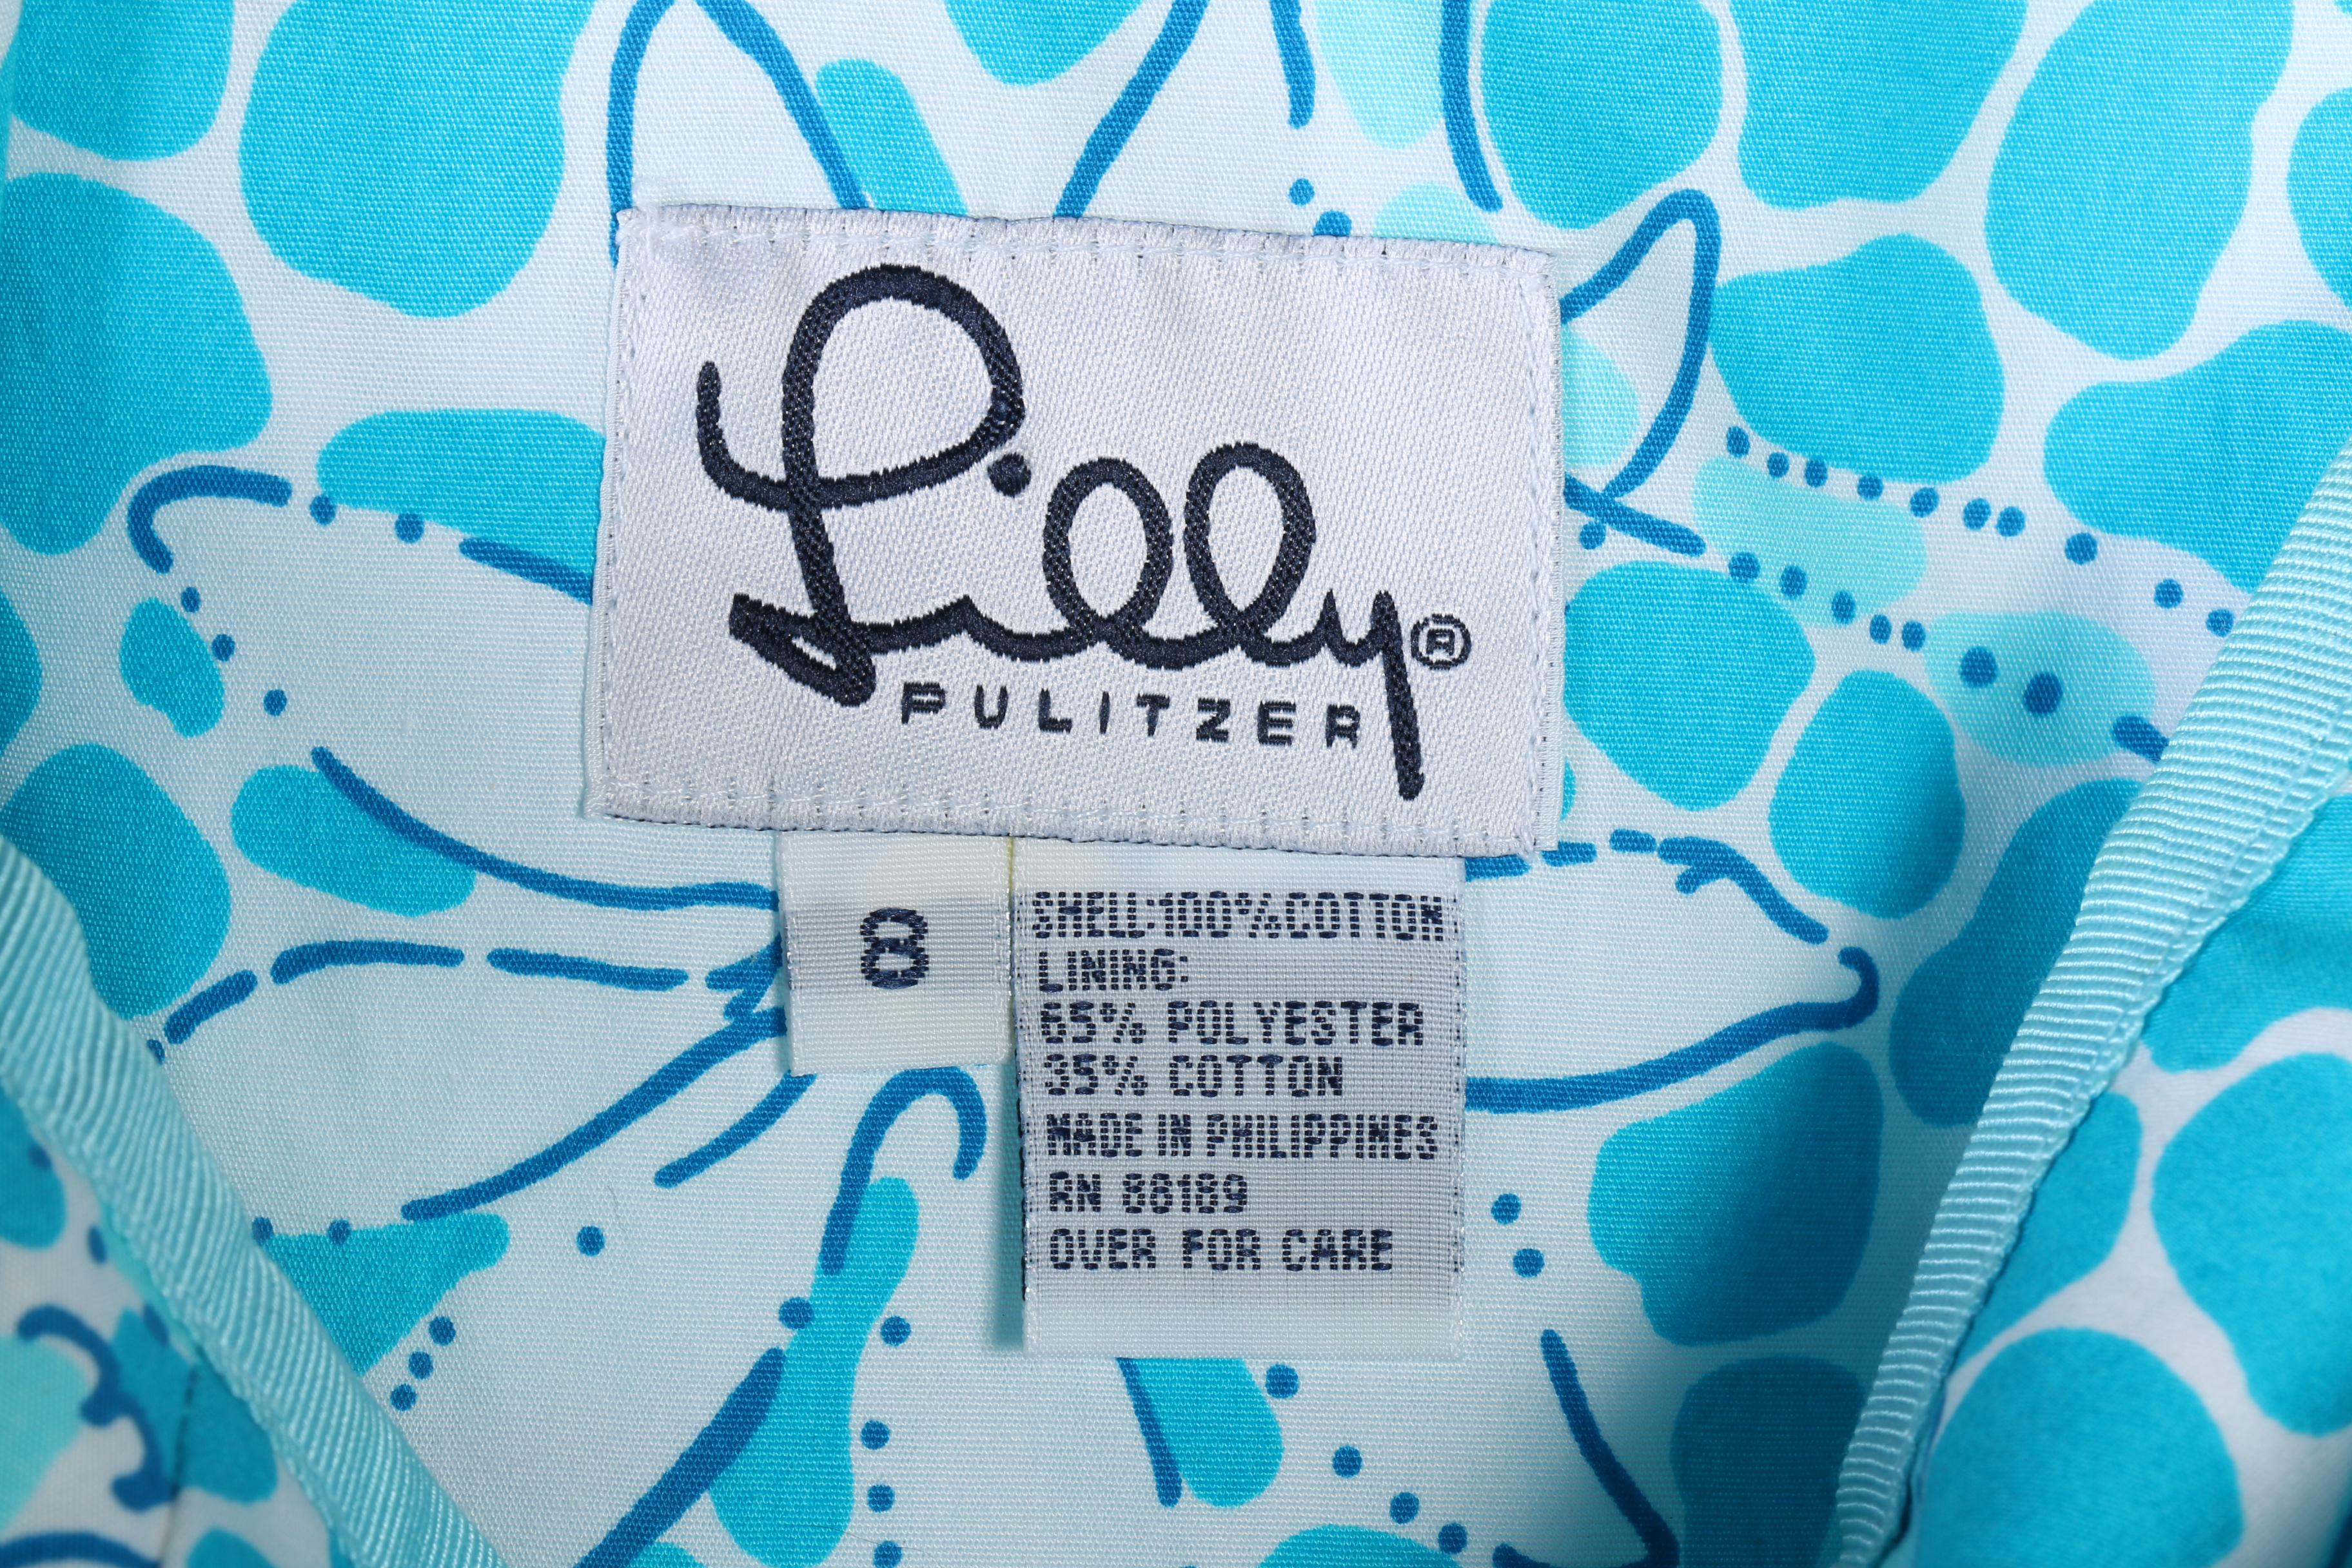 Lilly®
PULITZER
8
SHELL:100%COTTON
LINING:
65% POLYESTER
35% COTTON
MADE IN PHILIPPINES
RN 88189
OVER FOR CARE